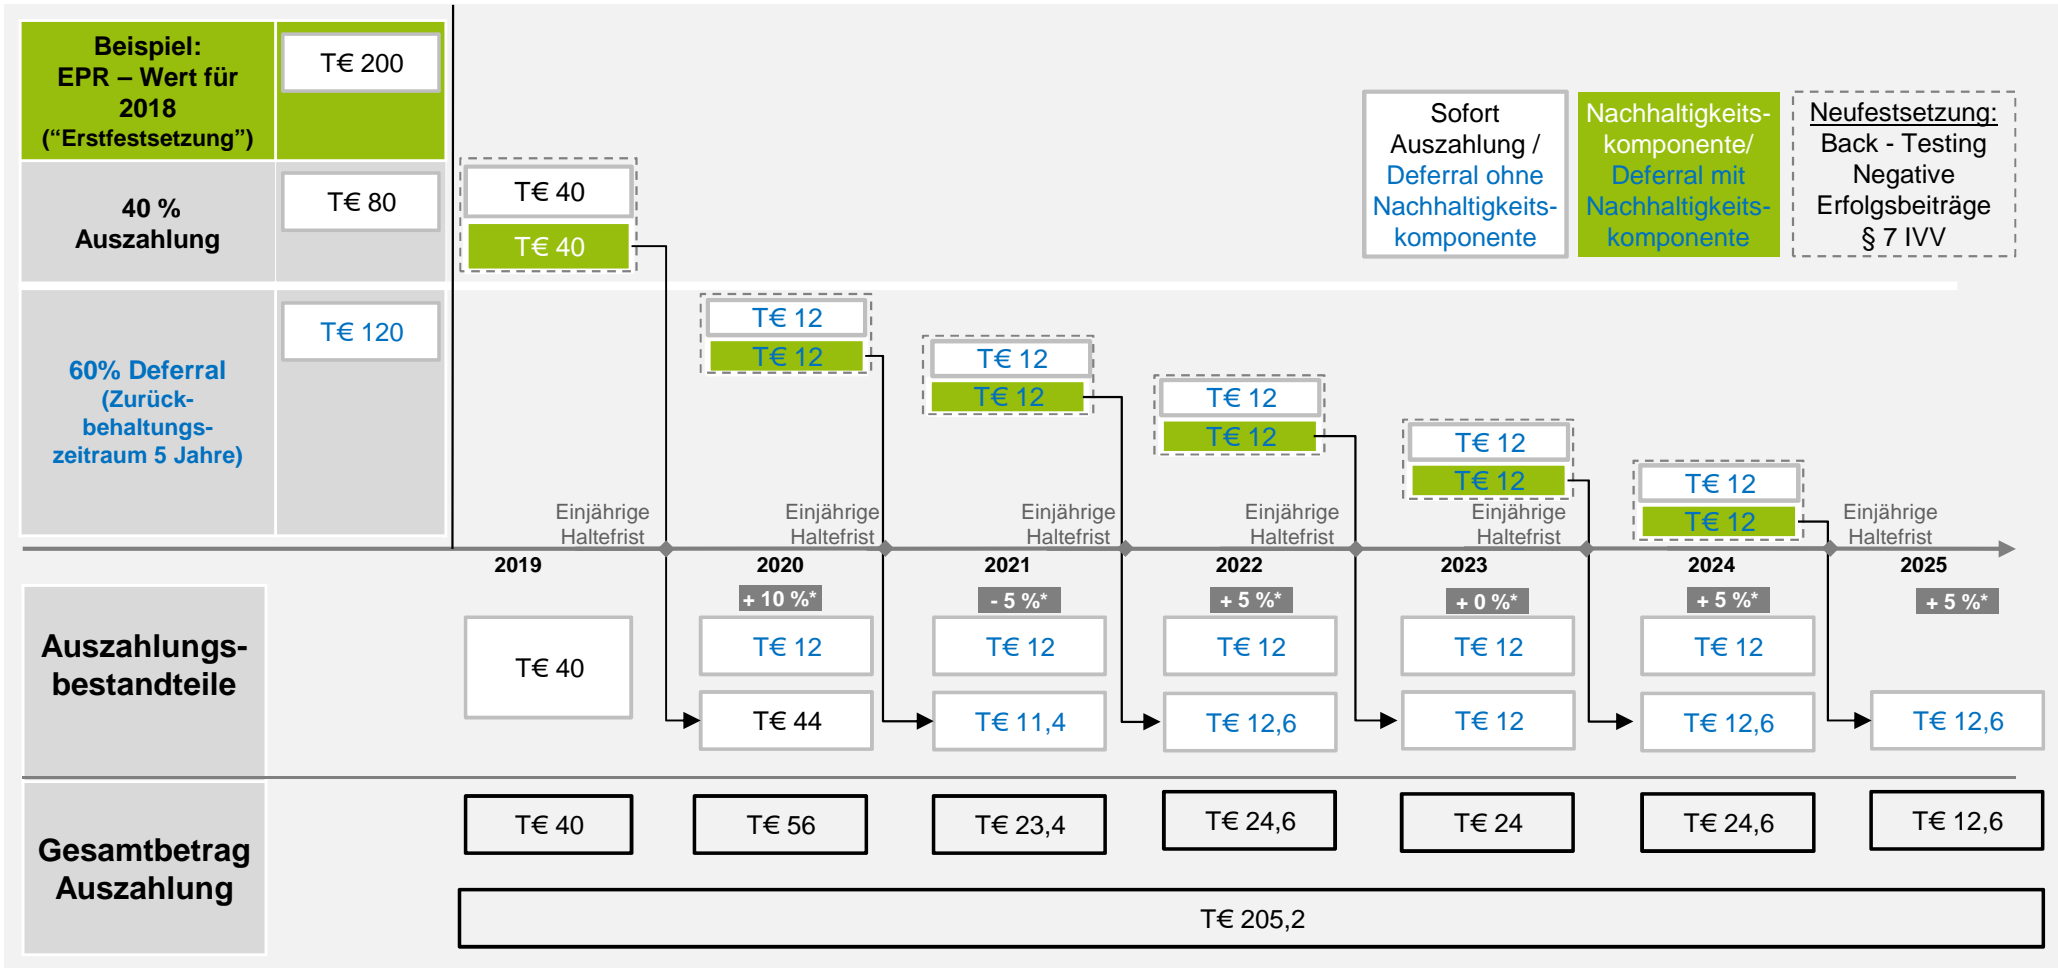 Beispiel:
EPR – Wert für
2018
(“Erstfestsetzung”)
T€ 200
40 %
Auszahlung
T€ 80
60% Deferral
(Zurück-
behaltungs-
zeitraum 5 Jahre)
T€ 120
Sofort
Auszahlung /
Deferral ohne
Nachhaltigkeits-
komponente
Nachhaltigkeits-
komponente/
Deferral mit
Nachhaltigkeits-
komponente
Neufestsetzung:
Back - Testing
Negative
Erfolgsbeiträge
§ 7 IVV
T€ 40
T€ 40
T€ 12
T€ 12
T€ 12
T€ 12
T€ 12
T€ 12
T€ 12
T€ 12
T€ 12
T€ 12
Einjährige
Haltefrist
Einjährige
Haltefrist
Einjährige
Haltefrist
Einjährige
Haltefrist
Einjährige
Haltefrist
Einjährige
Haltefrist
2019
2020
2021
2022
2023
2024
2025
+ 10 %*
- 5 %*
+ 5 %*
+ 0 %*
+ 5 %*
+ 5 %*
Auszahlungs-
bestandteile
T€ 40
T€ 12
T€ 12
T€ 12
T€ 12
T€ 12
T€ 44
T€ 11,4
T€ 12,6
T€ 12
T€ 12,6
T€ 12,6
Gesamtbetrag
Auszahlung
T€ 40
T€ 56
T€ 23,4
T€ 24,6
T€ 24
T€ 24,6
T€ 12,6
T€ 205,2